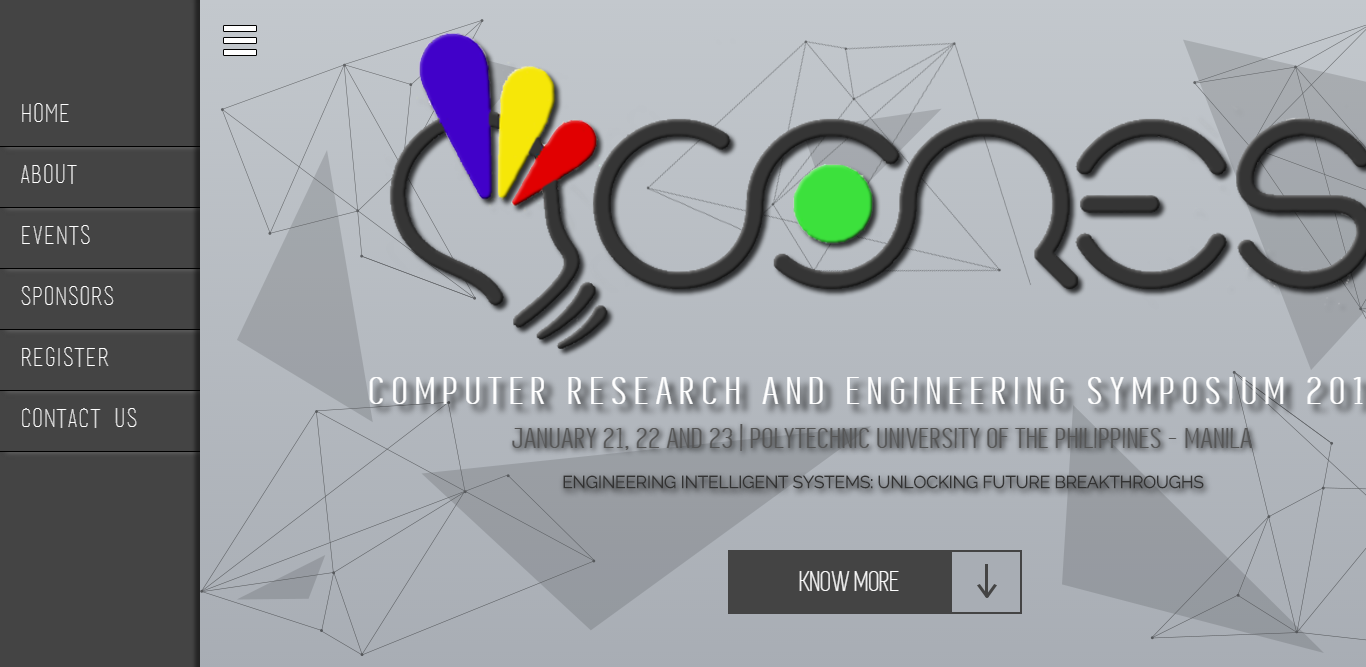 HOME
ABOUT
EVENTS
SPONSORS
REGISTER
CONTACT US
CORES
COMPUTER RESEARCH AND ENGINEERING SYMPOSIUM 201
JANUARY 21, 22 AND 23 | POLYTECHNIC UNIVERSITY OF THE PHILIPPINES - MANILA
ENGINEERING INTELLIGENT SYSTEMS: UNLOCKING FUTURE BREAKTHROUGHS
KNOW MORE